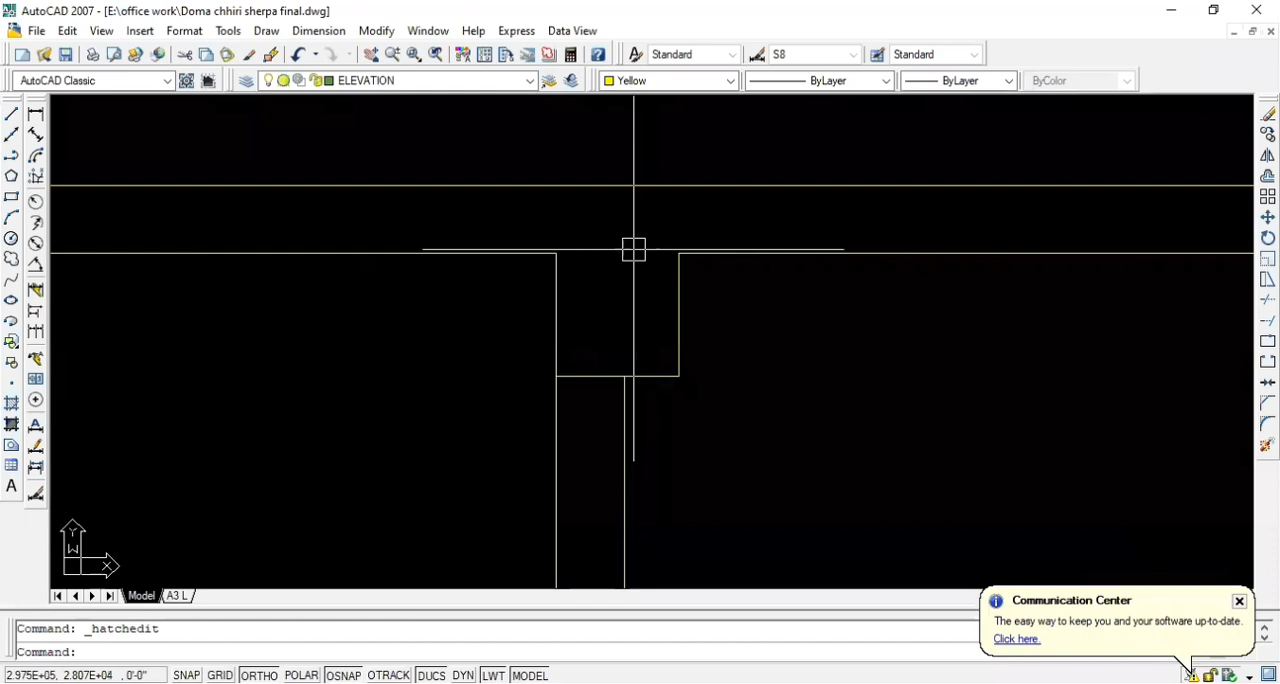 AutoCAD 2007 - [E:\office work\Doma chhiri sherpa final.dwg]
File Edit View Insert Format Tools Draw Dimension Modify Window Help Express Data View
A Standard S8 Standard
AutoCAD Classic ELEVATION Yellow ByLayer ByLayer ByColor
A
A
Y
W
X
Model A3 L
Communication Center
The easy way to keep you and your software up-to-date.
Click here.
Command: _hatchedit
Command:
2.975E+05, 2.807E+04 , 0'-0" SNAP GRID ORTHO POLAR OSNAP OTRACK DUCS DYN LWT MODEL